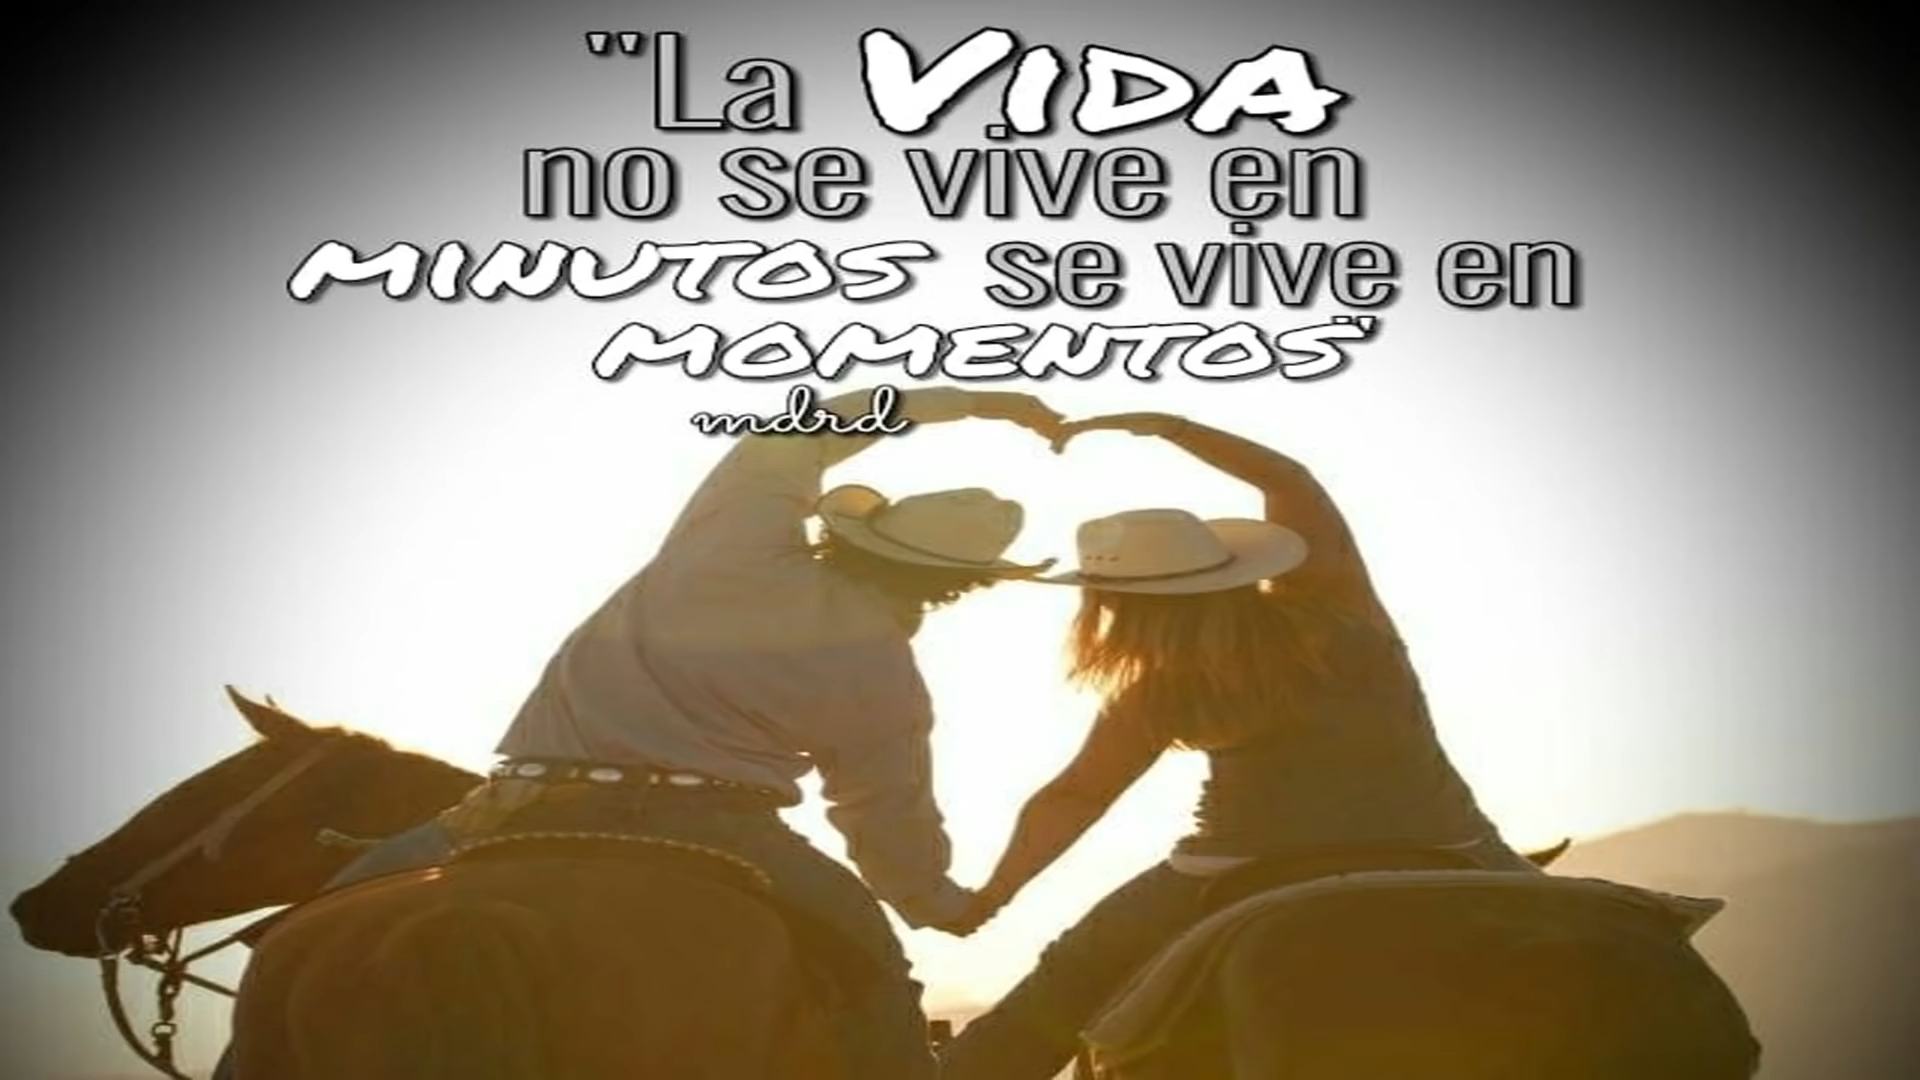 "La VIDA
no se vive en
MINUTOS se vive en
MOMENTOS"
mdrd